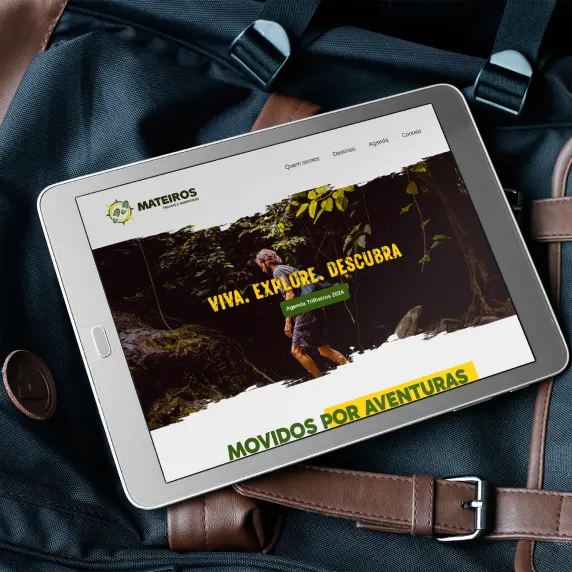 MATEIROS
TRILHAS E AVENTURAS
Quem somos
Destinos
Agenda
Contato
VIVA. EXPLORE. DESCUBRA
Agenda Trilheiros 2024
MOVIDOS POR AVENTURAS